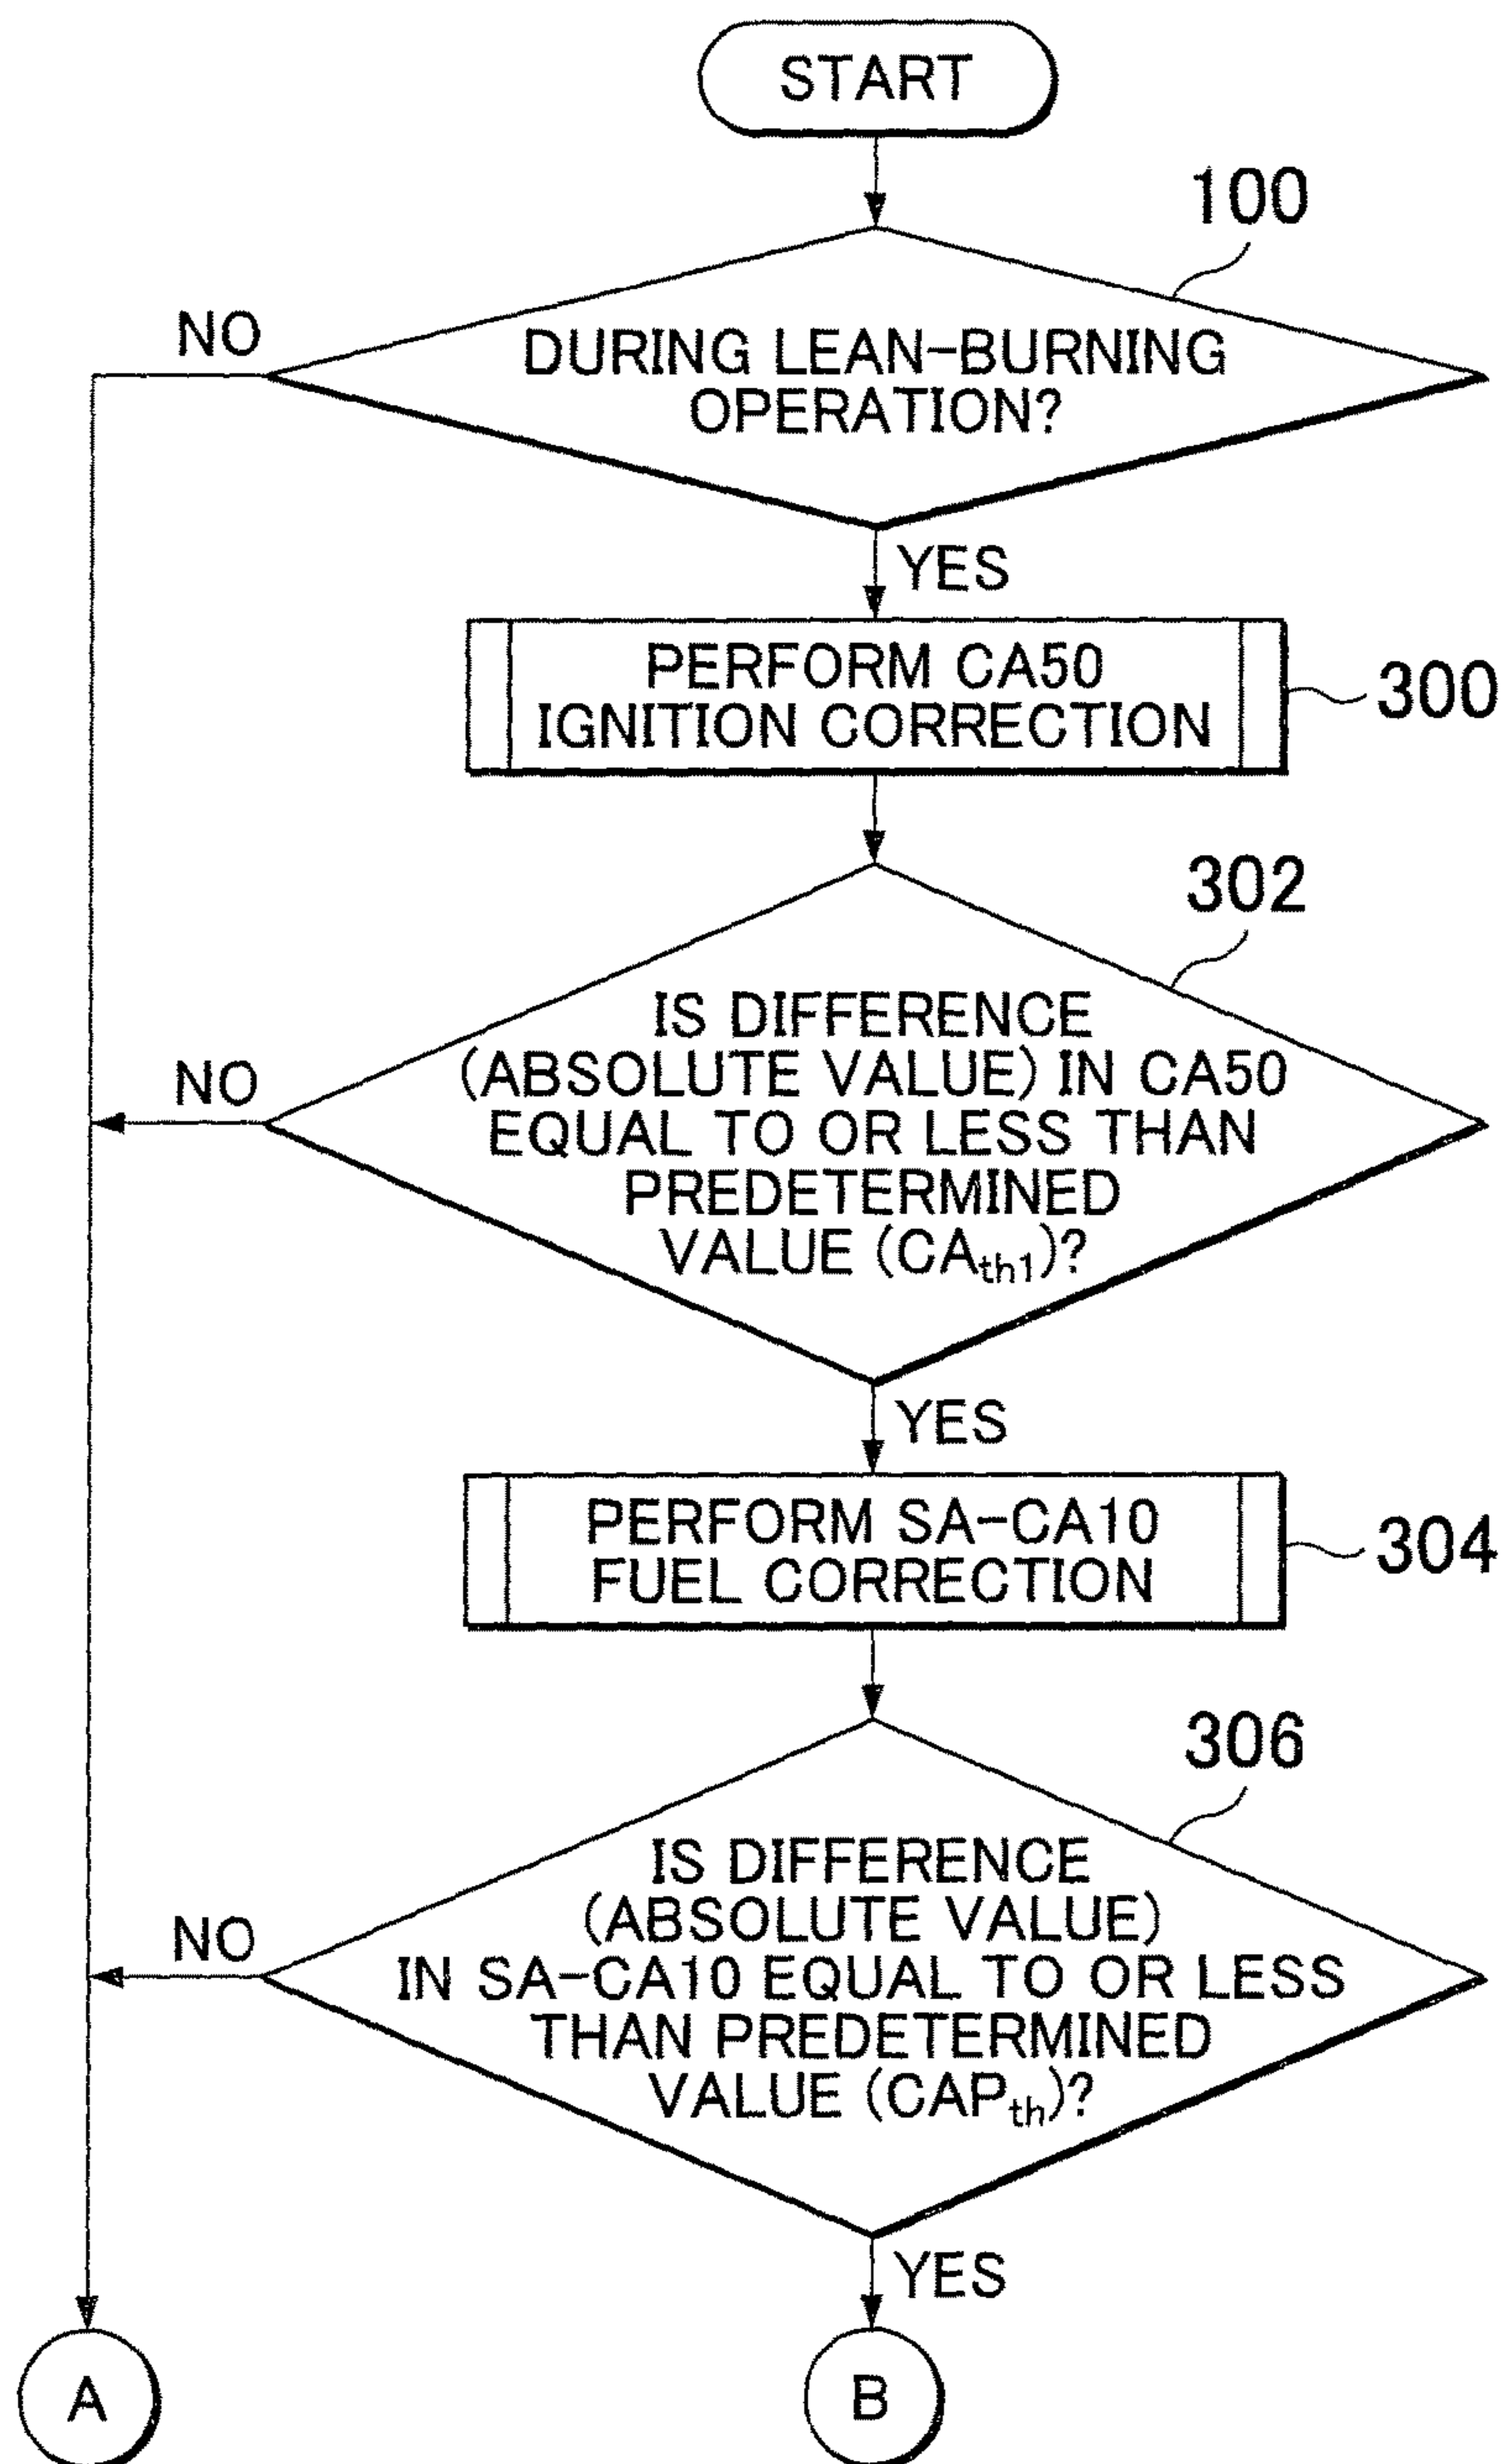 START
100
NO
DURING LEAN-BURNING
OPERATION?
YES
PERFORM CA50
IGNITION CORRECTION
300
302
IS DIFFERENCE
(ABSOLUTE VALUE) IN CA50
EQUAL TO OR LESS THAN
PREDETERMINED
VALUE (CAth1)?
NO
YES
PERFORM SA-CA10
FUEL CORRECTION
304
306
IS DIFFERENCE
(ABSOLUTE VALUE)
IN SA-CA10 EQUAL TO OR LESS
THAN PREDETERMINED
VALUE (CAPth)?
NO
YES
A
B